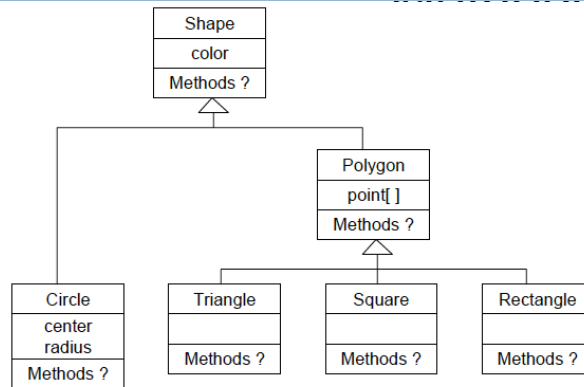 Shape
color
Methods ?
Polygon
point[ ]
Methods ?
Circle
center
radius
Methods ?
Triangle
Methods ?
Square
Methods ?
Rectangle
Methods ?